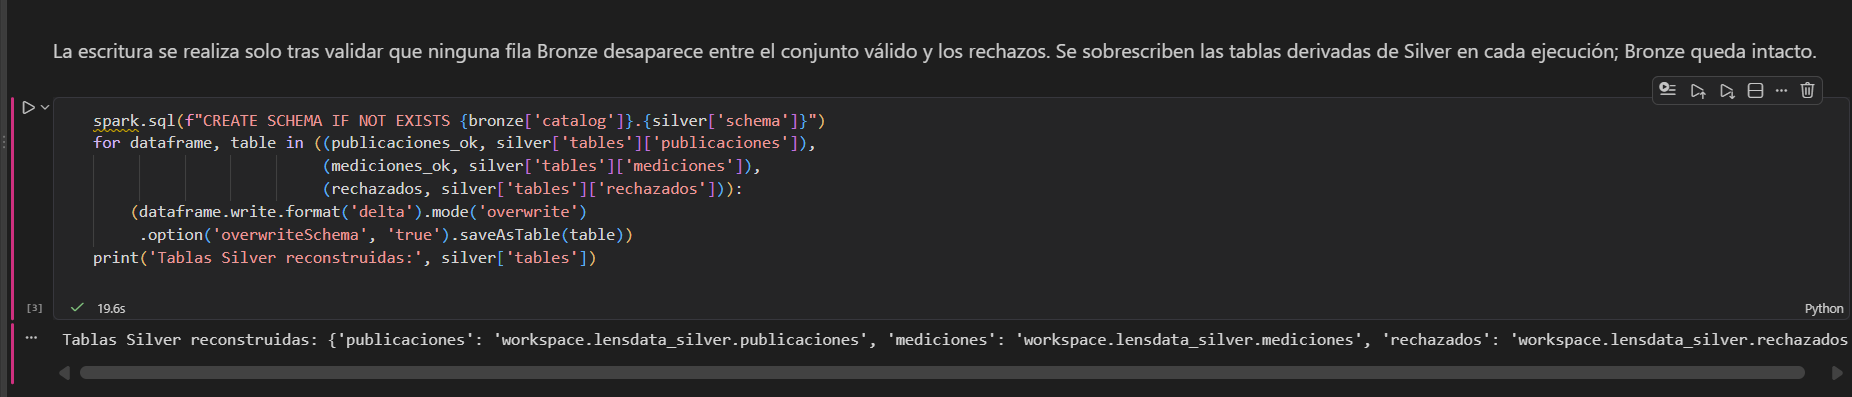 La escritura se realiza solo tras validar que ninguna fila Bronze desaparece entre el conjunto válido y los rechazos. Se sobrescriben las tablas derivadas de Silver en cada ejecución; Bronze queda intacto.
spark.sql(f"CREATE SCHEMA IF NOT EXISTS {bronze['catalog']}.{silver['schema']}")
for dataframe, table in ((publicaciones_ok, silver['tables']['publicaciones']),
(mediciones_ok, silver['tables']['mediciones']),
(rechazados, silver['tables']['rechazados'])):
(dataframe.write.format('delta').mode('overwrite')
.option('overwriteSchema', 'true').saveAsTable(table))
print('Tablas Silver reconstruidas:', silver['tables'])
[3] 19.6s Python
Tablas Silver reconstruidas: {'publicaciones': 'workspace.lensdata_silver.publicaciones', 'mediciones': 'workspace.lensdata_silver.mediciones', 'rechazados': 'workspace.lensdata_silver.rechazados